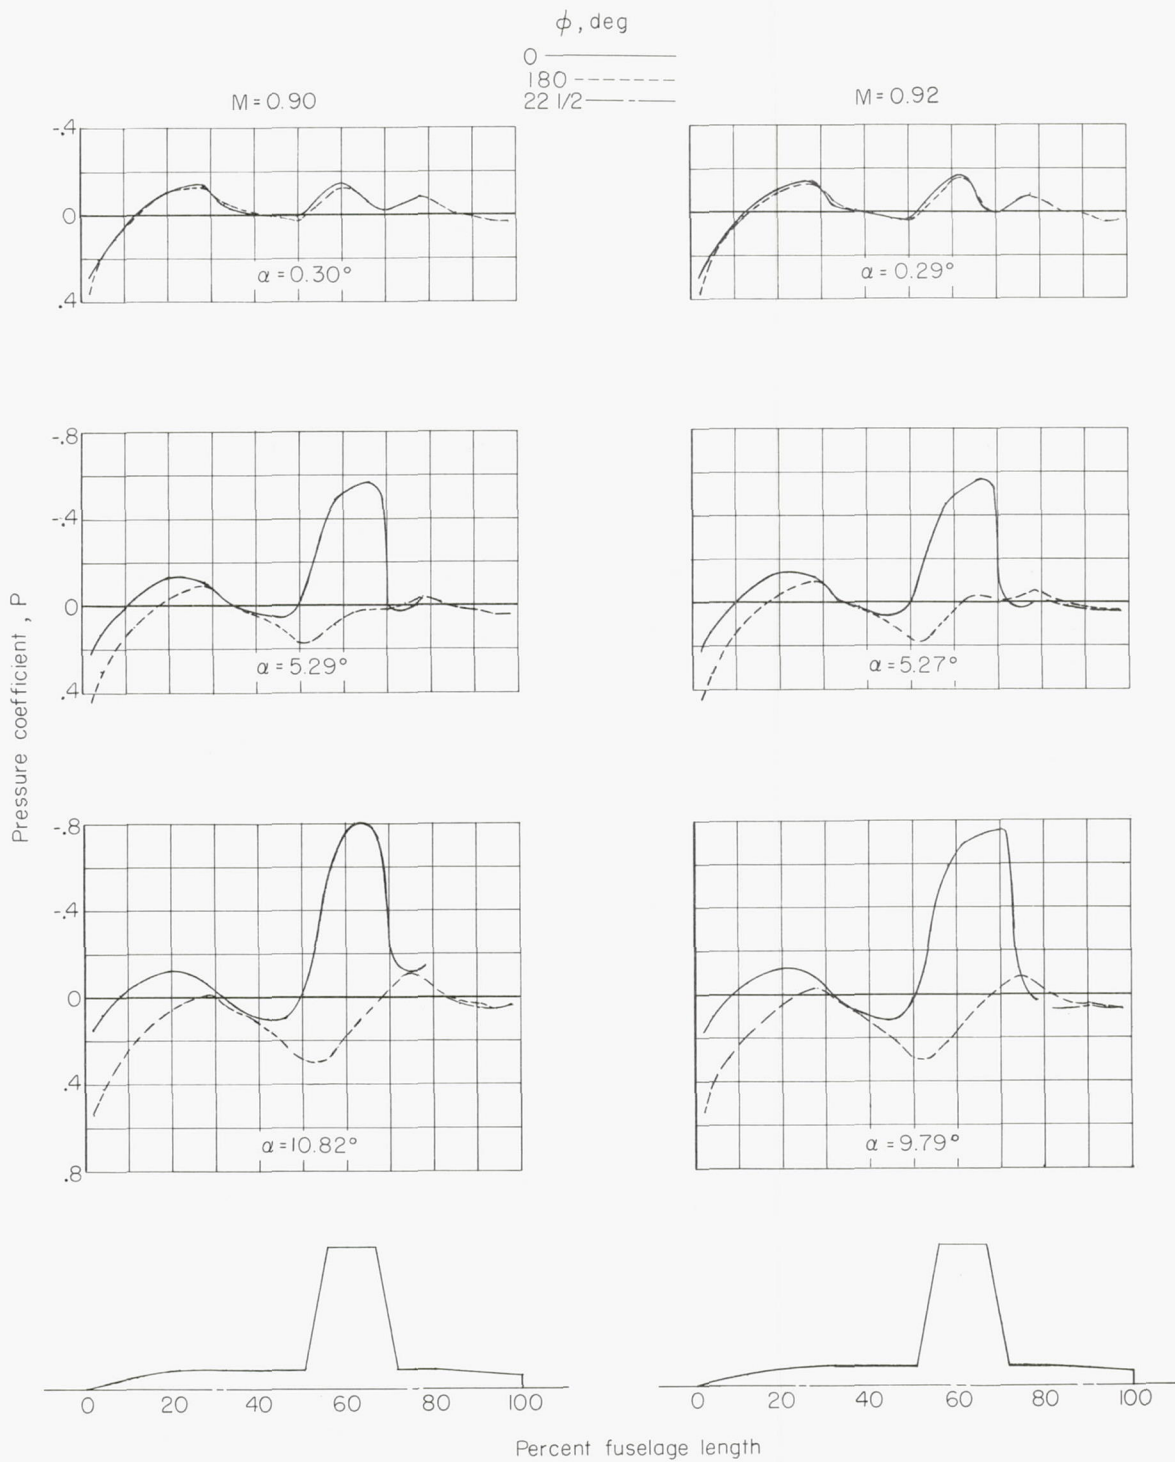 ϕ, deg
0
180
22 1/2
M = 0.90
M = 0.92
-.4
0
.4
α = 0.30°
α = 0.29°
-.8
-.4
0
.4
α = 5.29°
α = 5.27°
Pressure coefficient, P
-.8
-.4
0
.4
.8
α = 10.82°
α = 9.79°
0 20 40 60 80 100
0 20 40 60 80 100
Percent fuselage length